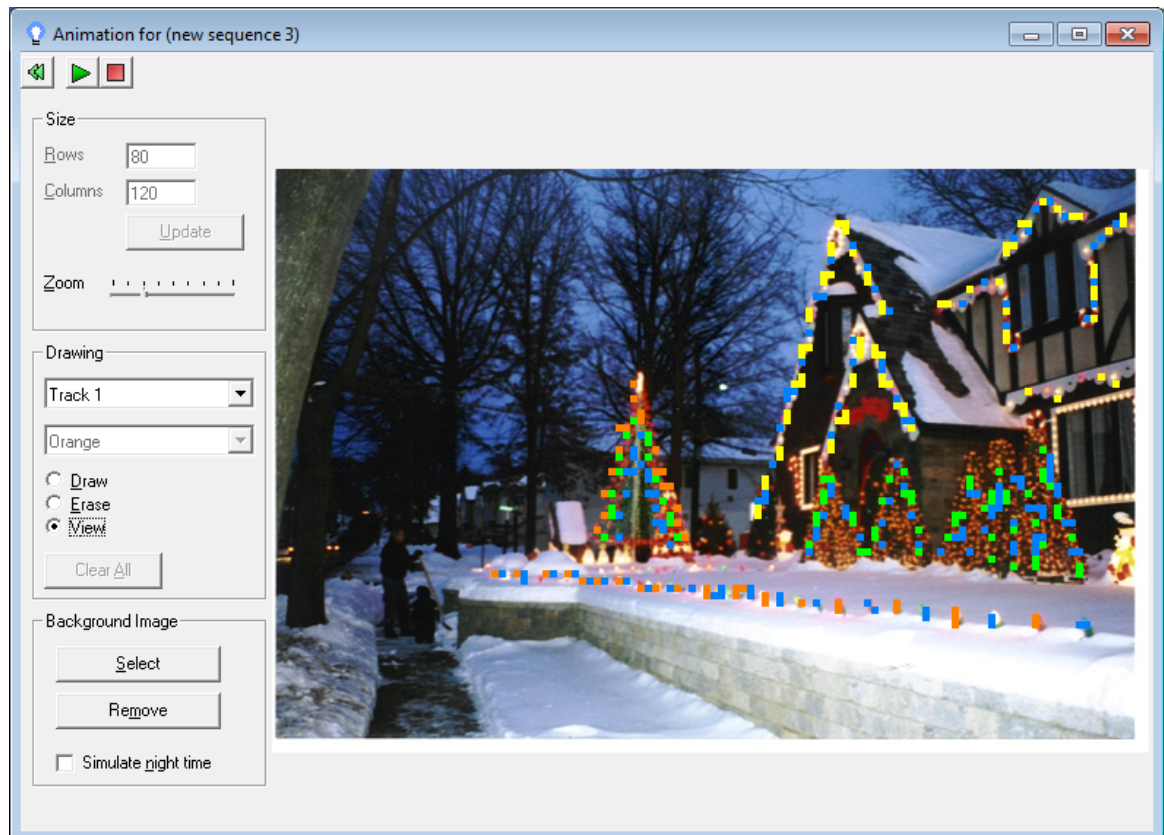 Animation for (new sequence 3)
Size
Rows 80
Columns 120
Update
Zoom
Drawing
Track 1
Orange
Draw
Erase
View
Clear All
Background Image
Select
Remove
Simulate night time